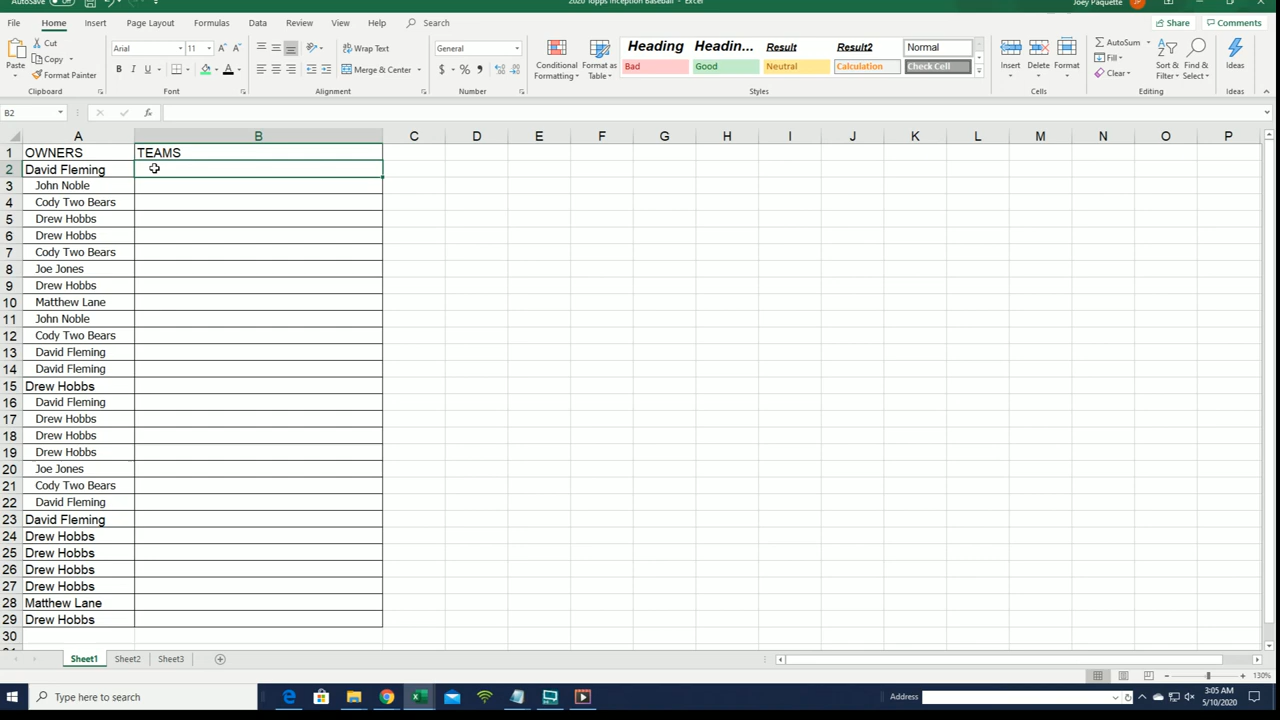 AutoSave Off 2020 Topps Inception Baseball - Excel Joey Paquette JP
File Home Insert Page Layout Formulas Data Review View Help Search Share Comments
Paste Cut Copy Format Painter Clipboard
Arial 11 A A B I U A Font
Wrap Text Merge & Center Alignment
General $ % , Number
Conditional Formatting Format as Table
Heading Headin... Result Result2 Normal
Bad Good Neutral Calculation Check Cell
Styles
Insert Delete Format Cells
AutoSum Fill Clear Sort & Filter Find & Select Editing
Ideas Ideas
B2 fx
A B C D E F G H I J K L M N O P
1 OWNERS TEAMS
2 David Fleming
3 John Noble
4 Cody Two Bears
5 Drew Hobbs
6 Drew Hobbs
7 Cody Two Bears
8 Joe Jones
9 Drew Hobbs
10 Matthew Lane
11 John Noble
12 Cody Two Bears
13 David Fleming
14 David Fleming
15 Drew Hobbs
16 David Fleming
17 Drew Hobbs
18 Drew Hobbs
19 Drew Hobbs
20 Joe Jones
21 Cody Two Bears
22 David Fleming
23 David Fleming
24 Drew Hobbs
25 Drew Hobbs
26 Drew Hobbs
27 Drew Hobbs
28 Matthew Lane
29 Drew Hobbs
30
Sheet1 Sheet2 Sheet3
130%
Type here to search Address 3:05 AM
5/10/2020